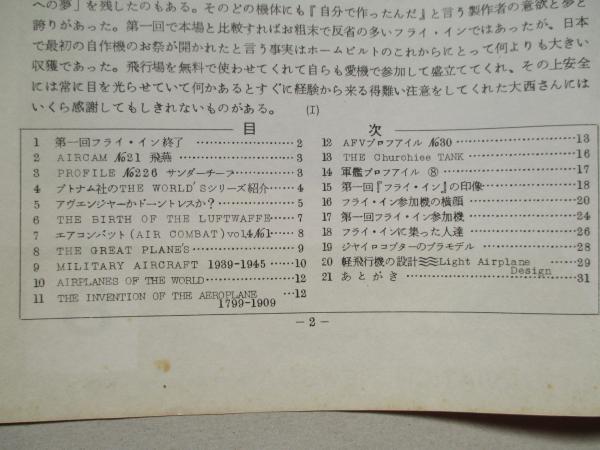 への夢」を残したのもある。そのどの機体にも『自分で作ったんだ』と言う製作者の意欲と夢と
誇りがあった。第一回で本場と比較すればお粗末で反省の多いフライ・インではあったが、日本
で最初の自作機のお祭が開かれたと言う事実はホームビルトのこれからにとって何よりも大きい
収穫であった。飛行場を無料で使わせてくれて自らも愛機で参加して盛立ててくれ、その上安全
には常に目を光らせていて何かあるとすぐに経験から来る得難い注意をしてくれた大西さんには
いくら感謝してもしきれないものがある。 (I)
目 次
1 第一回フライ・イン終了 ……… 2
2 AIRCAM №21 飛燕 ……… 3
3 PROFILE №226 サンダーチーフ ……… 3
4 プトナム社のTHE WORLD'Sシリーズ紹介 …… 4
5 アヴェンジャーかドーントレスか? ……… 5
6 THE BIRTH OF THE LUFTWAFFE ……… 7
7 エアコンバット(AIR COMBAT)vol.4№1 …… 8
8 THE GREAT PLANE'S ……… 9
9 MILITARY AIRCRAFT 1939-1945 …… 10
10 AIRPLANES OF THE WORLD ……… 12
11 THE INVENTION OF THE AEROPLANE … 12
1799-1909
12 AFVプロファイル №30 ……… 13
13 THE Churohiee TANK ……… 16
14 軍艦プロファイル ⑧ ……… 17
15 第一回『フライ・イン』の印像 ……… 18
16 フライ・イン参加機の横顔 ……… 20
17 第一回フライ・イン参加機 ……… 24
18 フライ・インに集った人達 ……… 26
19 ジャイロコプターのプラモデル ……… 28
20 軽飛行機の設計≷≷Light Airplane …… 29
Design
21 あとがき ……… 31
－2－